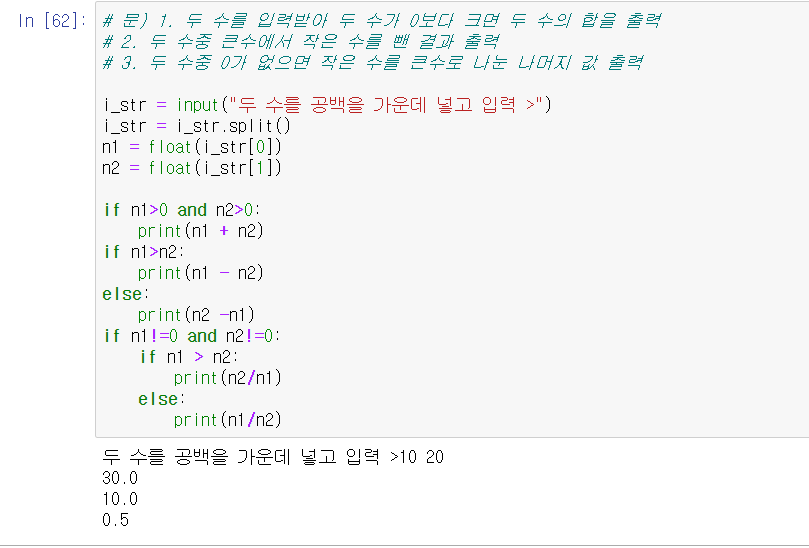 In [62]: # 문) 1. 두 수를 입력받아 두 수가 0보다 크면 두 수의 합을 출력
# 2. 두 수중 큰수에서 작은 수를 뺀 결과 출력
# 3. 두 수중 0가 없으면 작은 수를 큰수로 나눈 나머지 값 출력

i_str = input("두 수를 공백을 가운데 넣고 입력 >")
i_str = i_str.split()
n1 = float(i_str[0])
n2 = float(i_str[1])

if n1>0 and n2>0:
    print(n1 + n2)
if n1>n2:
    print(n1 - n2)
else:
    print(n2 -n1)
if n1!=0 and n2!=0:
    if n1 > n2:
        print(n2/n1)
    else:
        print(n1/n2)
두 수를 공백을 가운데 넣고 입력 >10 20
30.0
10.0
0.5